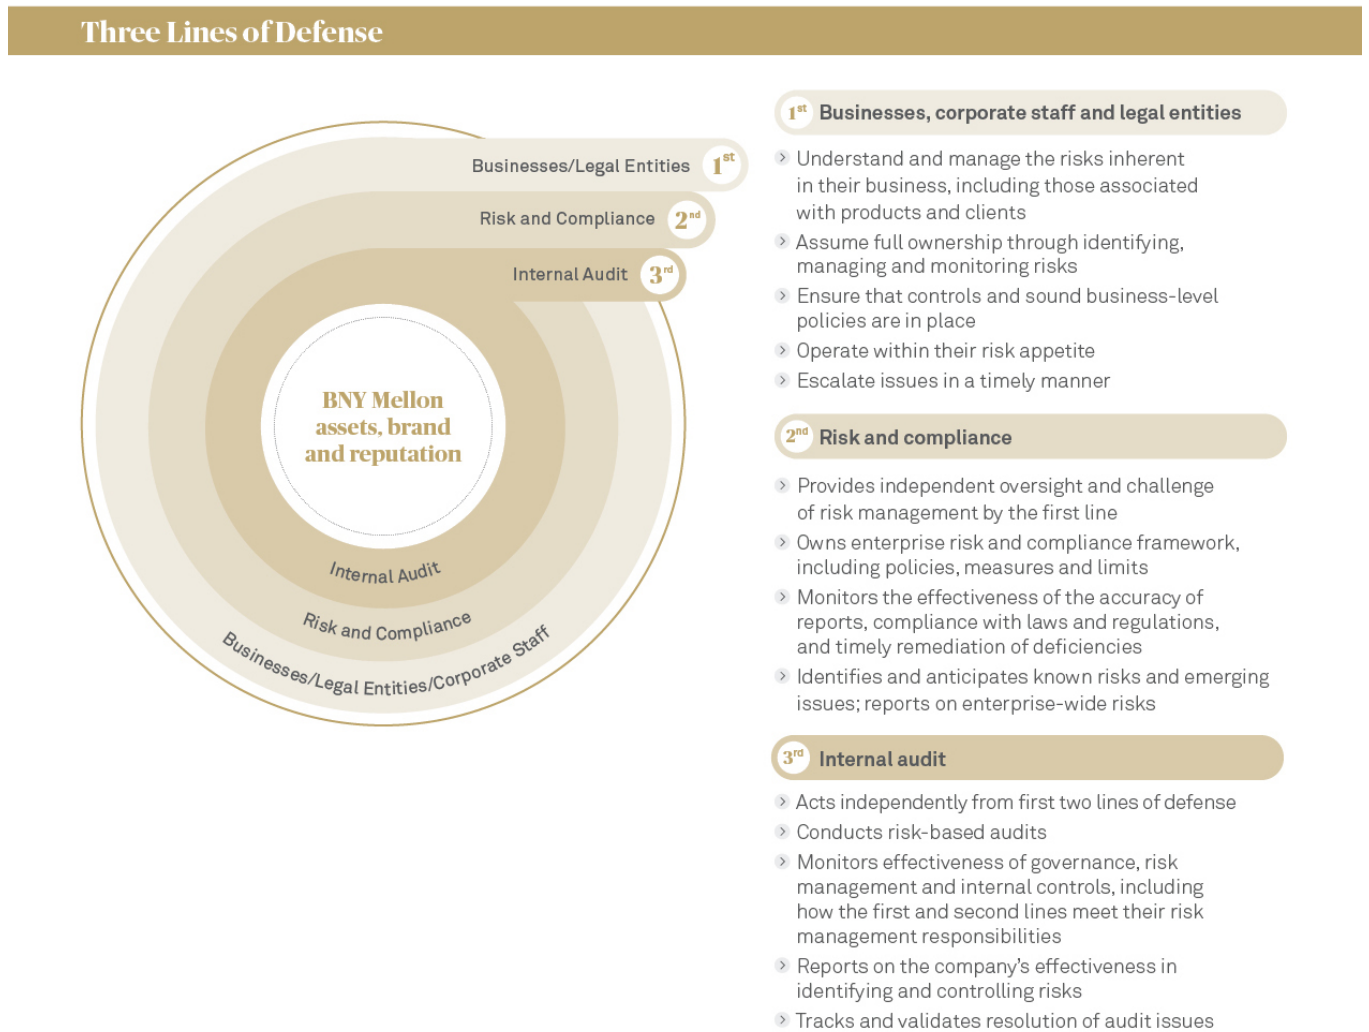 Three Lines of Defense
Businesses/Legal Entities 1st
Risk and Compliance 2nd
Internal Audit 3rd
BNY Mellon
assets, brand
and reputation
Internal Audit
Risk and Compliance
Businesses/Legal Entities/Corporate Staff
1st Businesses, corporate staff and legal entities
Understand and manage the risks inherent
in their business, including those associated
with products and clients
Assume full ownership through identifying,
managing and monitoring risks
Ensure that controls and sound business-level
policies are in place
Operate within their risk appetite
Escalate issues in a timely manner
2nd Risk and compliance
Provides independent oversight and challenge
of risk management by the first line
Owns enterprise risk and compliance framework,
including policies, measures and limits
Monitors the effectiveness of the accuracy of
reports, compliance with laws and regulations,
and timely remediation of deficiencies
Identifies and anticipates known risks and emerging
issues; reports on enterprise-wide risks
3rd Internal audit
Acts independently from first two lines of defense
Conducts risk-based audits
Monitors effectiveness of governance, risk
management and internal controls, including
how the first and second lines meet their risk
management responsibilities
Reports on the company's effectiveness in
identifying and controlling risks
Tracks and validates resolution of audit issues